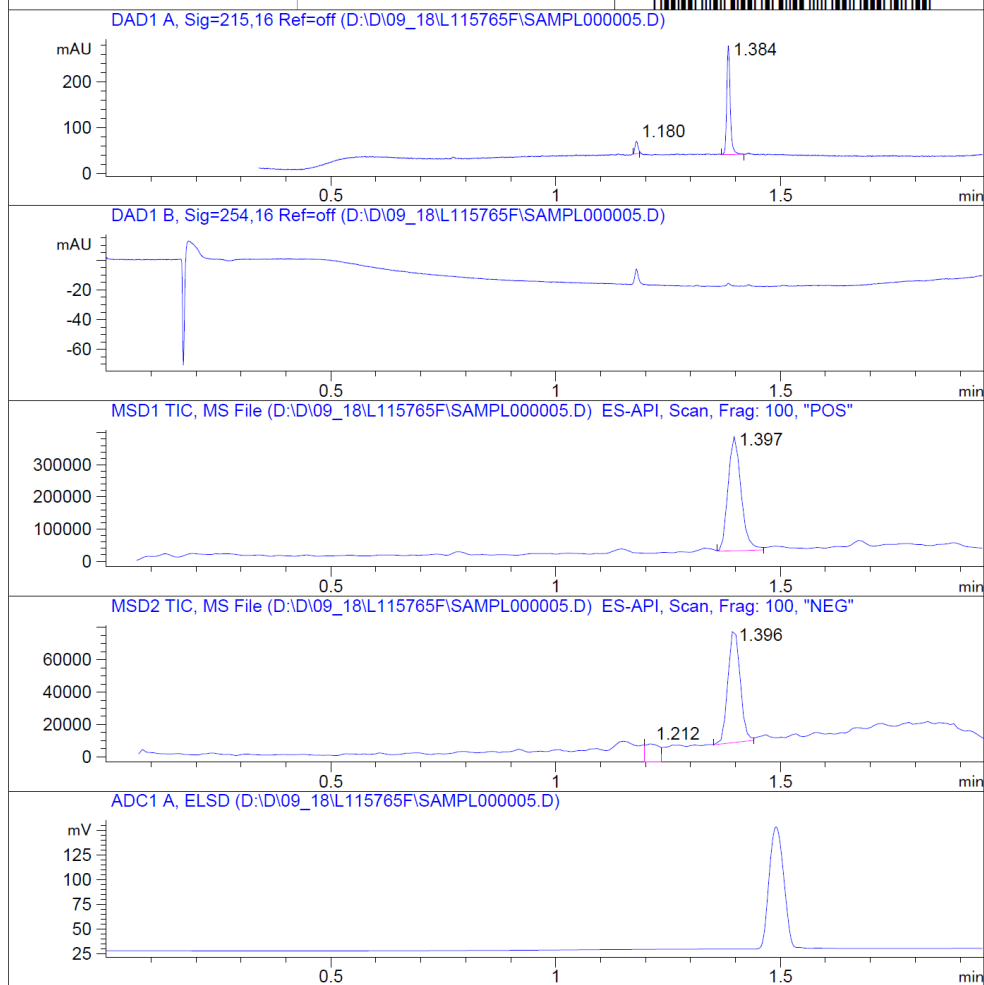 DAD1 A, Sig=215,16 Ref=off (D:\D\09_18\L115765F\SAMPL000005.D)
mAU
1.384
200
1.180
100
0
0.5 1 1.5 min
DAD1 B, Sig=254,16 Ref=off (D:\D\09_18\L115765F\SAMPL000005.D)
mAU
-20
-40
-60
0.5 1 1.5 min
MSD1 TIC, MS File (D:\D\09_18\L115765F\SAMPL000005.D) ES-API, Scan, Frag: 100, "POS"
1.397
300000
200000
100000
0
0.5 1 1.5 min
MSD2 TIC, MS File (D:\D\09_18\L115765F\SAMPL000005.D) ES-API, Scan, Frag: 100, "NEG"
1.396
60000
40000
20000
1.212
0
0.5 1 1.5 min
ADC1 A, ELSD (D:\D\09_18\L115765F\SAMPL000005.D)
mV
125
100
75
50
25
0.5 1 1.5 min